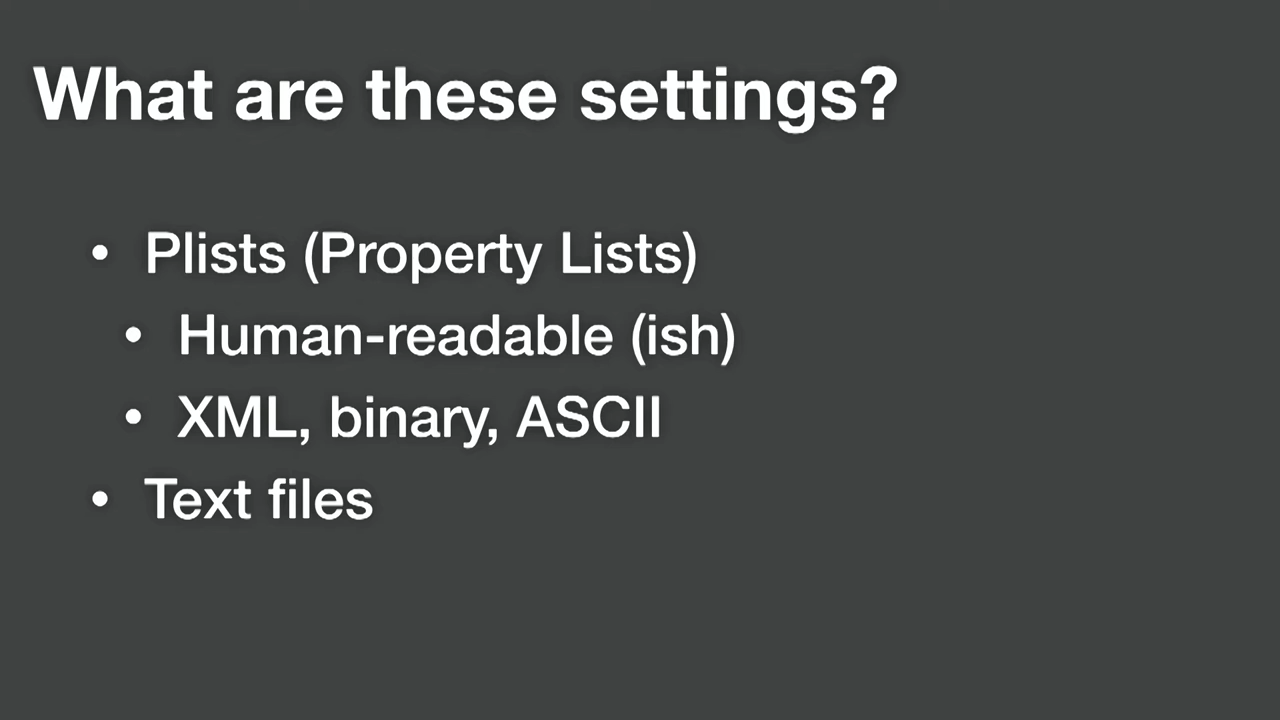 What are these settings?
• Plists (Property Lists)
• Human-readable (ish)
• XML, binary, ASCII
• Text files